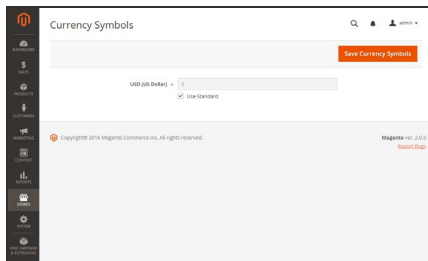 Currency Symbols
admin
DASHBOARD
SALES
PRODUCTS
CUSTOMERS
MARKETING
CONTENT
REPORTS
STORES
SYSTEM
FIND PARTNERS
& EXTENSIONS
Save Currency Symbols
USD (US Dollar) *
Use Standard
Copyright© 2016 Magento Commerce Inc. All rights reserved.
Magento ver. 2.0.0
Report Bugs